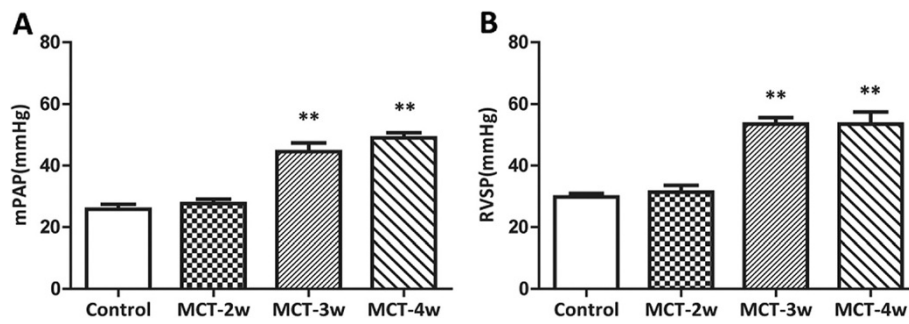 A
mPAP(mmHg)
80
60
40
20
0
**
**
Control MCT-2w MCT-3w MCT-4w
B
RVSP(mmHg)
80
60
40
20
0
** **
Control MCT-2w MCT-3w MCT-4w